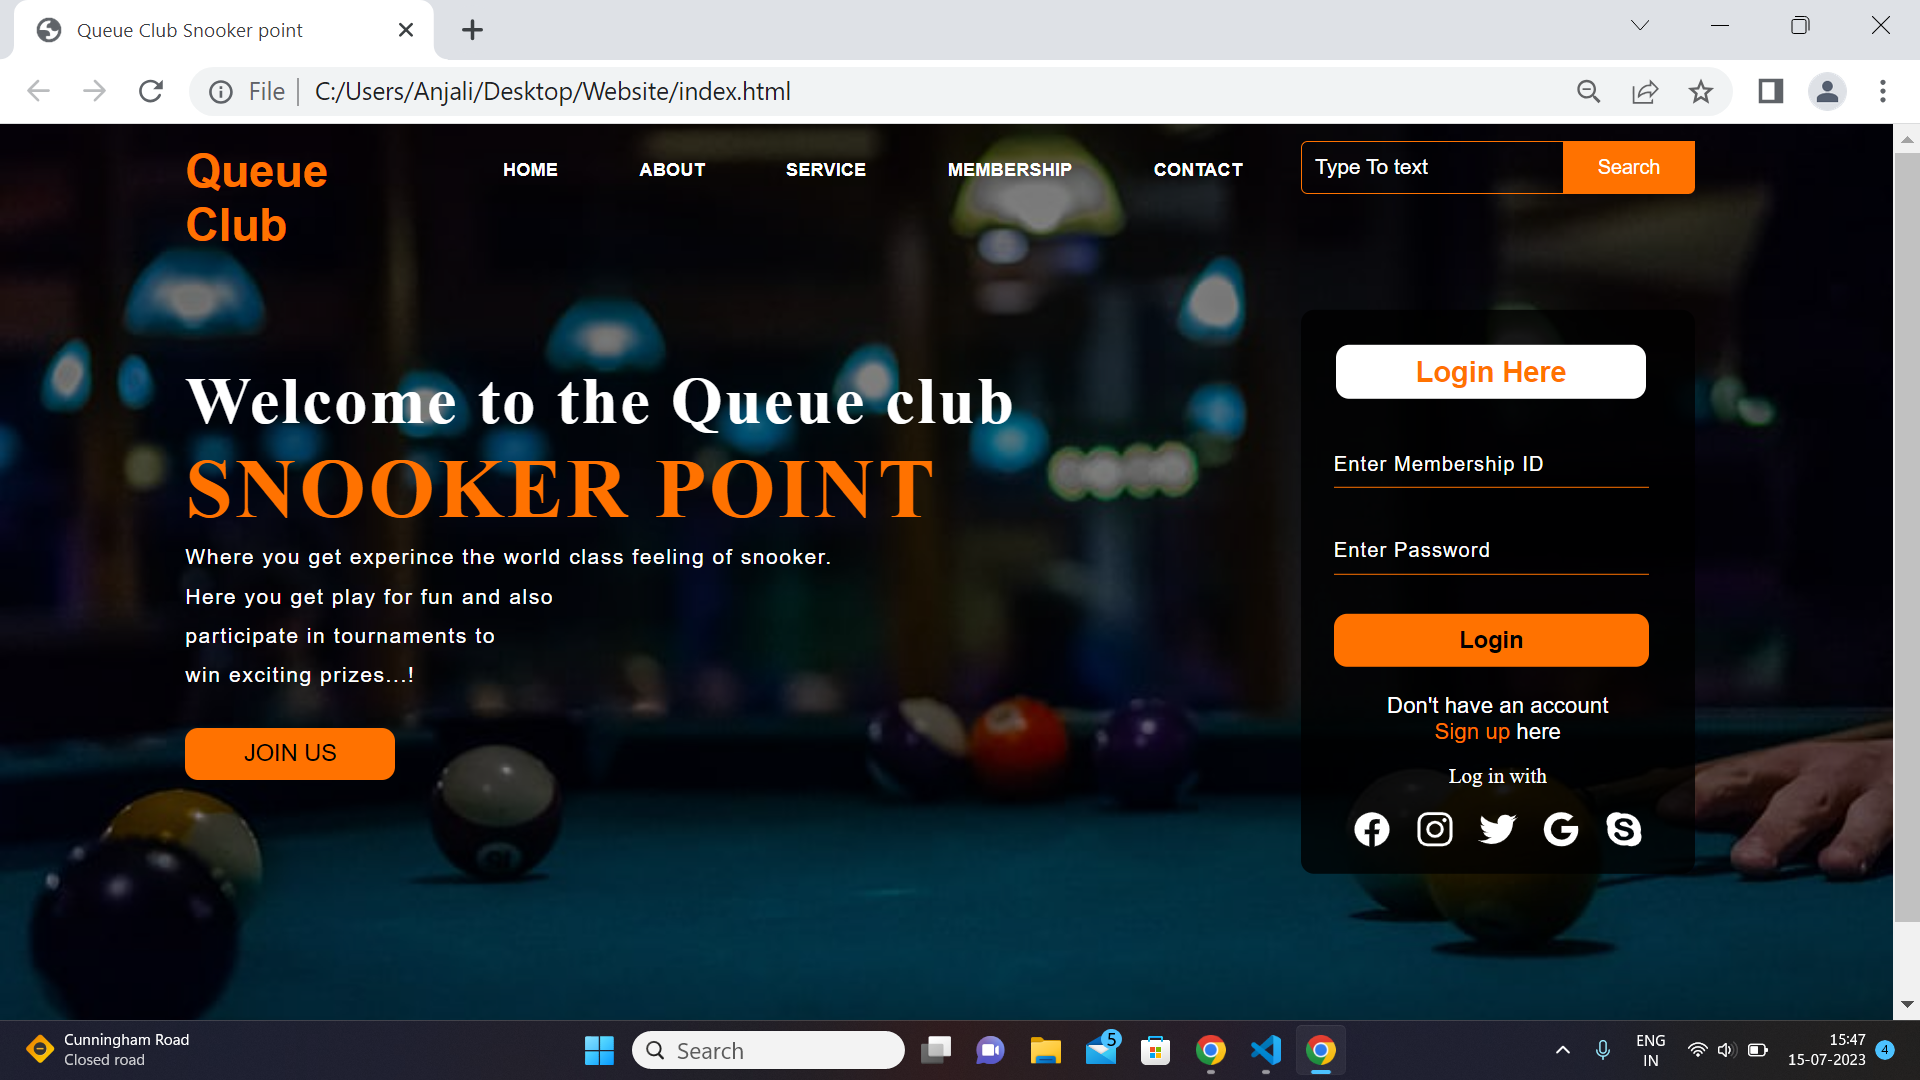 Queue Club Snooker point
File
C:/Users/Anjali/Desktop/Website/index.html
Queue
Club
HOME
ABOUT
SERVICE
MEMBERSHIP
CONTACT
Type To text
Search
Welcome to the Queue club
SNOOKER POINT
Where you get experince the world class feeling of snooker.
Here you get play for fun and also
participate in tournaments to
win exciting prizes...!
JOIN US
Login Here
Enter Membership ID
Enter Password
Login
Don't have an account
Sign up here
Log in with
Cunningham Road
Closed road
Search
5
ENG
IN
15:47
15-07-2023
4